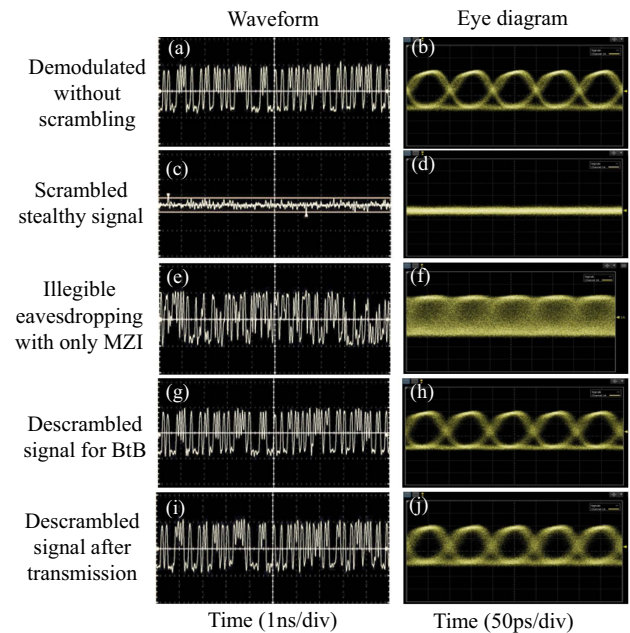 Waveform
Eye diagram
Demodulated
without
scrambling
(a)
(b)
Scrambled
stealthy signal
(c)
(d)
Illegible
eavesdropping
with only MZI
(e)
(f)
Descrambled
signal for BtB
(g)
(h)
Descrambled
signal after
transmission
(i)
(j)
Time (1ns/div)
Time (50ps/div)